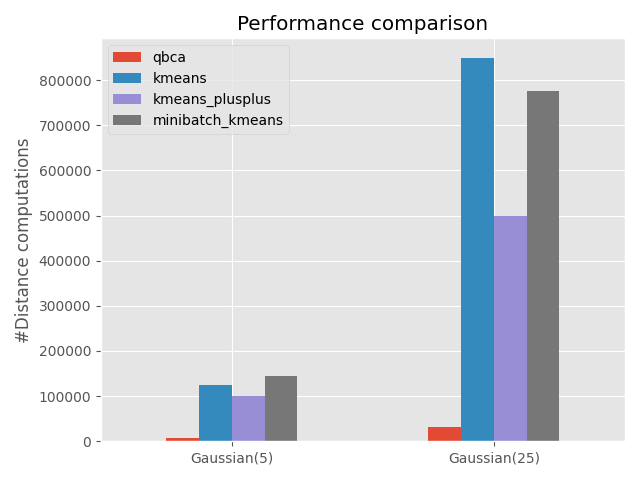 Performance comparison
qbca
kmeans
kmeans_plusplus
minibatch_kmeans
#Distance computations
800000
700000
600000
500000
400000
300000
200000
100000
0
Gaussian(5)
Gaussian(25)